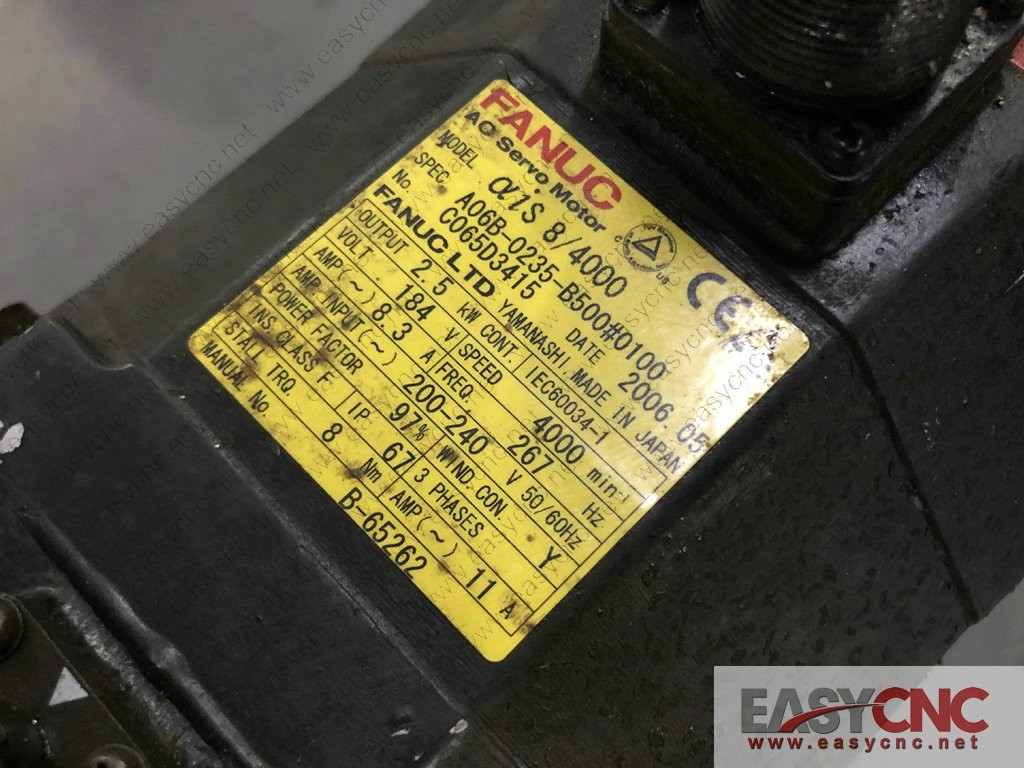 FANUC
AC Servo Motor
MODEL αiS 8/4000
SPEC. A06B-0235-B500#0100
No. C065D3415 DATE 2006.05
FANUC LTD YAMANASHI. MADE IN JAPAN
OUTPUT 2.5 kW CONT. IEC60034-1
VOLT. 184 V SPEED 4000 min-1
AMP(~) 8.3 A FREQ. 267 Hz
AMP. INPUT(~) 200-240 V 50/60Hz
POWER FACTOR 97% WIND.CON. Y
INS.CLASS F IP 67 3 PHASES
STALL TRQ. 8 Nm AMP(~) 11 A
MANUAL No. B-65262
CE
EASYCNC
www.easycnc.net